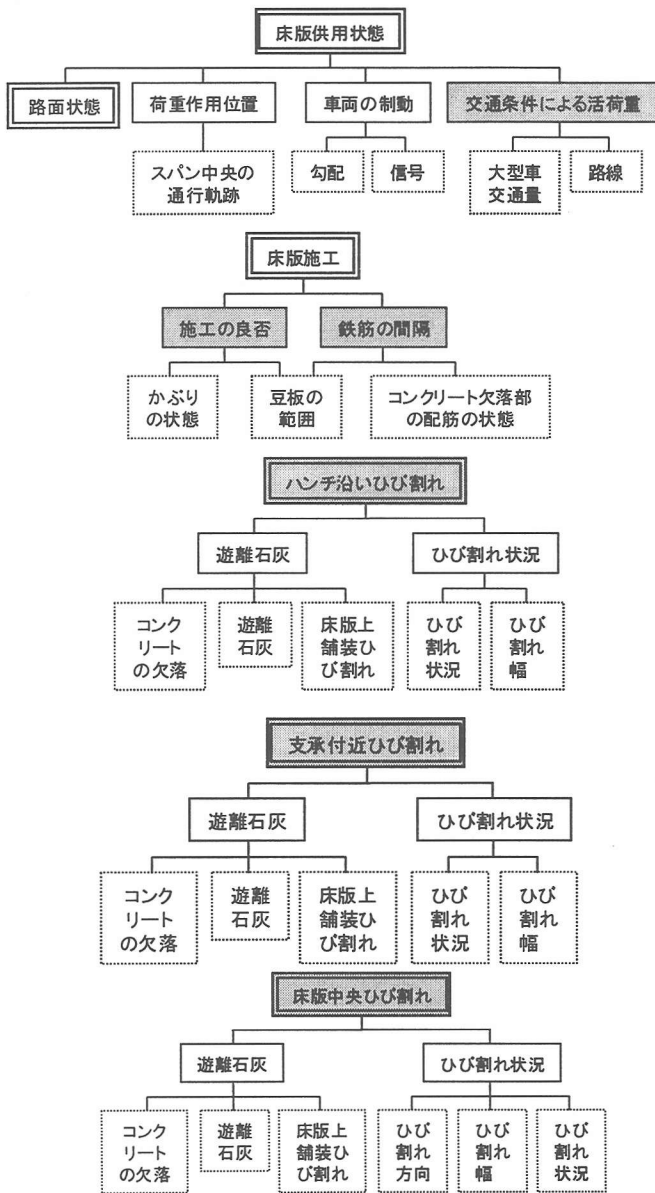 床版供用状態
路面状態
荷重作用位置
車両の制動
交通条件による活荷重
スパン中央の
通行軌跡
勾配
信号
大型車
交通量
路線
床版施工
施工の良否
鉄筋の間隔
かぶり
の状態
豆板の
範囲
コンクリート欠落部
の配筋の状態
ハンチ沿いひび割れ
遊離石灰
ひび割れ状況
コンク
リート
の欠落
遊離
石灰
床版上
舗装ひ
び割れ
ひび
割れ
状況
ひび
割れ
幅
支承付近ひび割れ
遊離石灰
ひび割れ状況
コンク
リート
の欠落
遊離
石灰
床版上
舗装ひ
び割れ
ひび
割れ
状況
ひび
割れ
幅
床版中央ひび割れ
遊離石灰
ひび割れ状況
コンク
リート
の欠落
遊離
石灰
床版上
舗装ひ
び割れ
ひび
割れ
方向
ひび
割れ
幅
ひび
割れ
状況